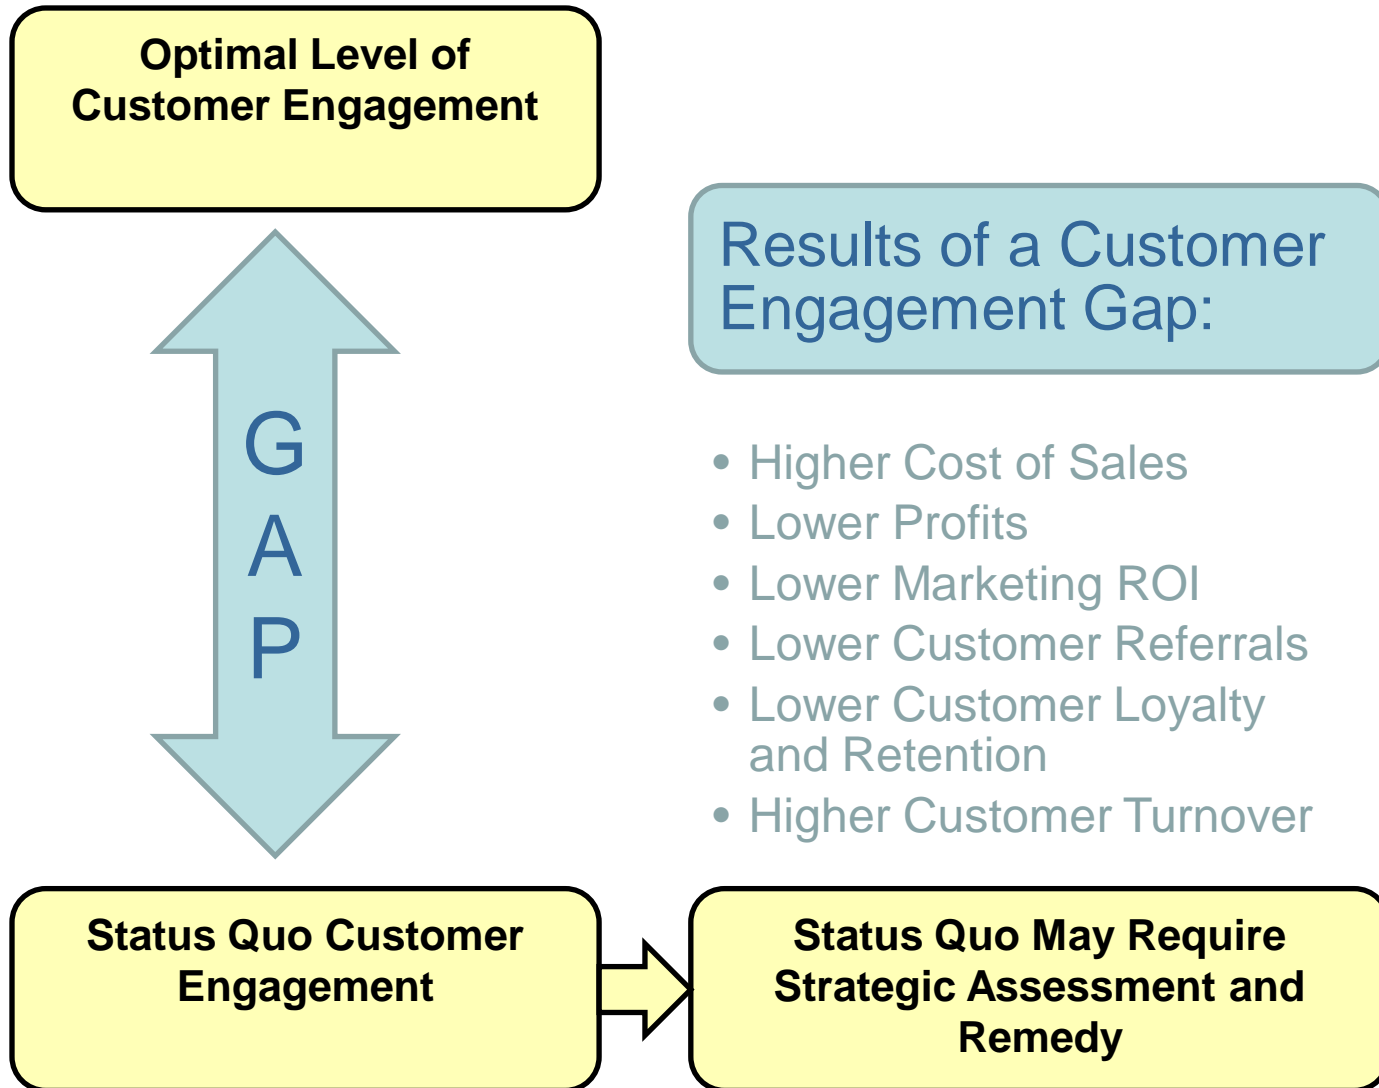 Optimal Level of
Customer Engagement
G
A
P
Results of a Customer
Engagement Gap:
• Higher Cost of Sales
• Lower Profits
• Lower Marketing ROI
• Lower Customer Referrals
• Lower Customer Loyalty
and Retention
• Higher Customer Turnover
Status Quo Customer
Engagement
Status Quo May Require
Strategic Assessment and
Remedy